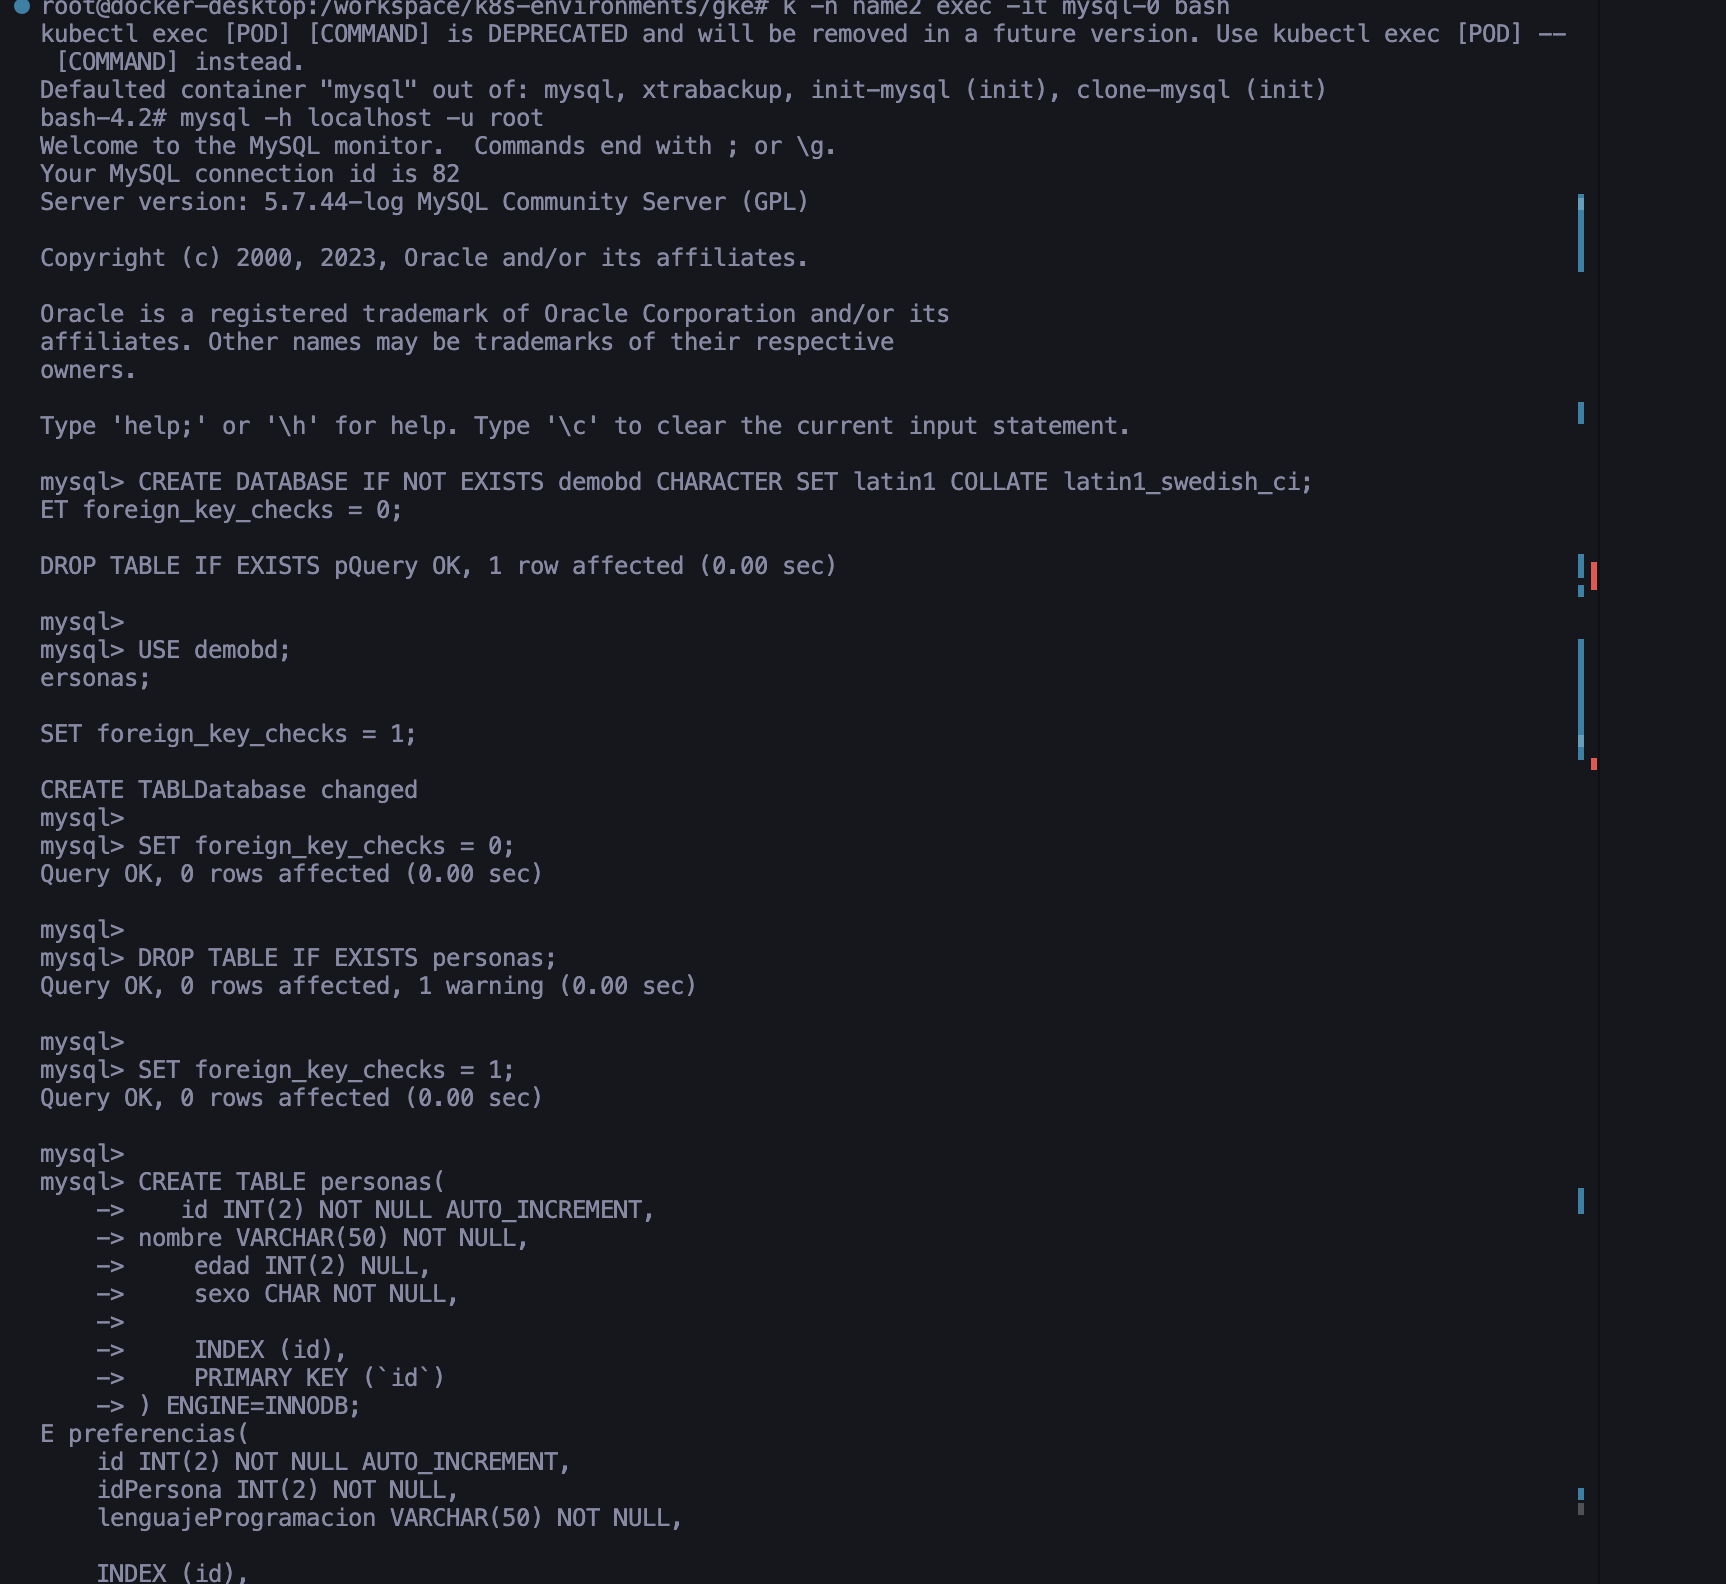 root@docker-desktop:/workspace/k8s-environments/gke# k -n name2 exec -it mysql-0 bash
kubectl exec [POD] [COMMAND] is DEPRECATED and will be removed in a future version. Use kubectl exec [POD] --
 [COMMAND] instead.
Defaulted container "mysql" out of: mysql, xtrabackup, init-mysql (init), clone-mysql (init)
bash-4.2# mysql -h localhost -u root
Welcome to the MySQL monitor.  Commands end with ; or \g.
Your MySQL connection id is 82
Server version: 5.7.44-log MySQL Community Server (GPL)

Copyright (c) 2000, 2023, Oracle and/or its affiliates.

Oracle is a registered trademark of Oracle Corporation and/or its
affiliates. Other names may be trademarks of their respective
owners.

Type 'help;' or '\h' for help. Type '\c' to clear the current input statement.

mysql> CREATE DATABASE IF NOT EXISTS demobd CHARACTER SET latin1 COLLATE latin1_swedish_ci;
ET foreign_key_checks = 0;

DROP TABLE IF EXISTS pQuery OK, 1 row affected (0.00 sec)

mysql>
mysql> USE demobd;
ersonas;

SET foreign_key_checks = 1;

CREATE TABLDatabase changed
mysql>
mysql> SET foreign_key_checks = 0;
Query OK, 0 rows affected (0.00 sec)

mysql>
mysql> DROP TABLE IF EXISTS personas;
Query OK, 0 rows affected, 1 warning (0.00 sec)

mysql>
mysql> SET foreign_key_checks = 1;
Query OK, 0 rows affected (0.00 sec)

mysql>
mysql> CREATE TABLE personas(
    ->    id INT(2) NOT NULL AUTO_INCREMENT,
    -> nombre VARCHAR(50) NOT NULL,
    ->     edad INT(2) NULL,
    ->     sexo CHAR NOT NULL,
    ->
    ->     INDEX (id),
    ->     PRIMARY KEY (`id`)
    -> ) ENGINE=INNODB;
E preferencias(
    id INT(2) NOT NULL AUTO_INCREMENT,
    idPersona INT(2) NOT NULL,
    lenguajeProgramacion VARCHAR(50) NOT NULL,

    INDEX (id),